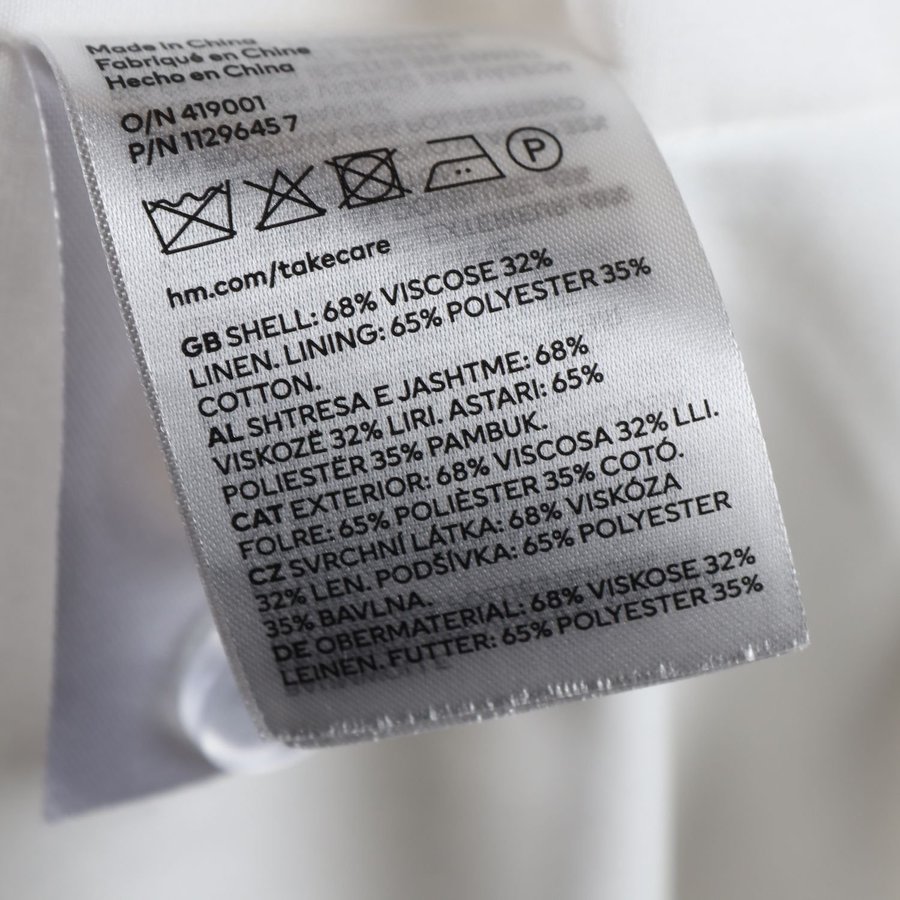 Made in China
Fabriqué en Chine
Hecho en China
O/N 419001
P/N 1129645 7
P
hm.com/takecare
GB SHELL: 68% VISCOSE 32%
LINEN. LINING: 65% POLYESTER 35%
COTTON.
AL SHTRESA E JASHTME: 68%
VISKOZË 32% LIRI. ASTARI: 65%
POLIESTËR 35% PAMBUK.
CAT EXTERIOR: 68% VISCOSA 32% LLI.
FOLRE: 65% POLIÈSTER 35% COTÓ.
CZ SVRCHNÍ LÁTKA: 68% VISKÓZA
32% LEN. PODŠÍVKA: 65% POLYESTER
35% BAVLNA.
DE OBERMATERIAL: 68% VISKOSE 32%
LEINEN. FUTTER: 65% POLYESTER 35%